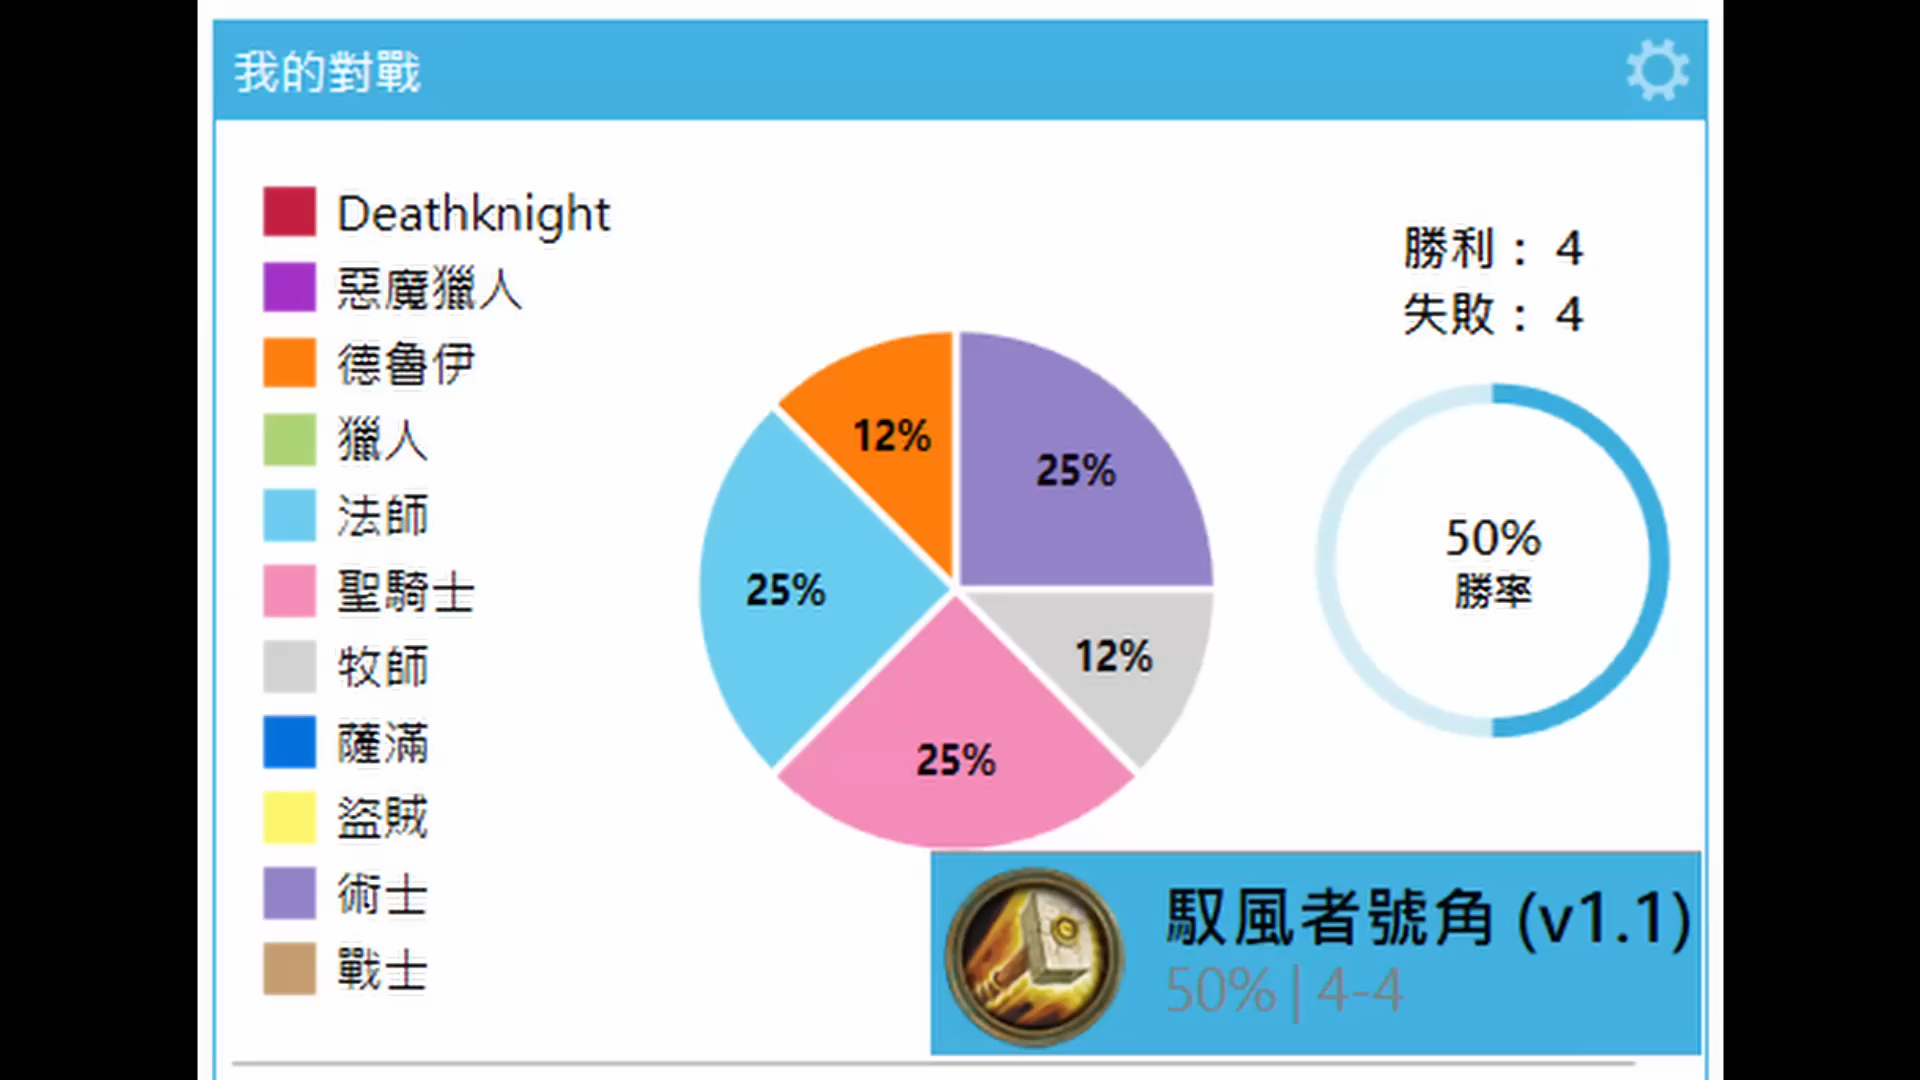 我的對戰
Deathknight
惡魔獵人
德魯伊
獵人
法師
聖騎士
牧師
薩滿
盜賊
術士
戰士
12%
25%
25%
12%
25%
勝利： 4
失敗： 4
50%
勝率
馭風者號角 (v1.1)
50% | 4-4